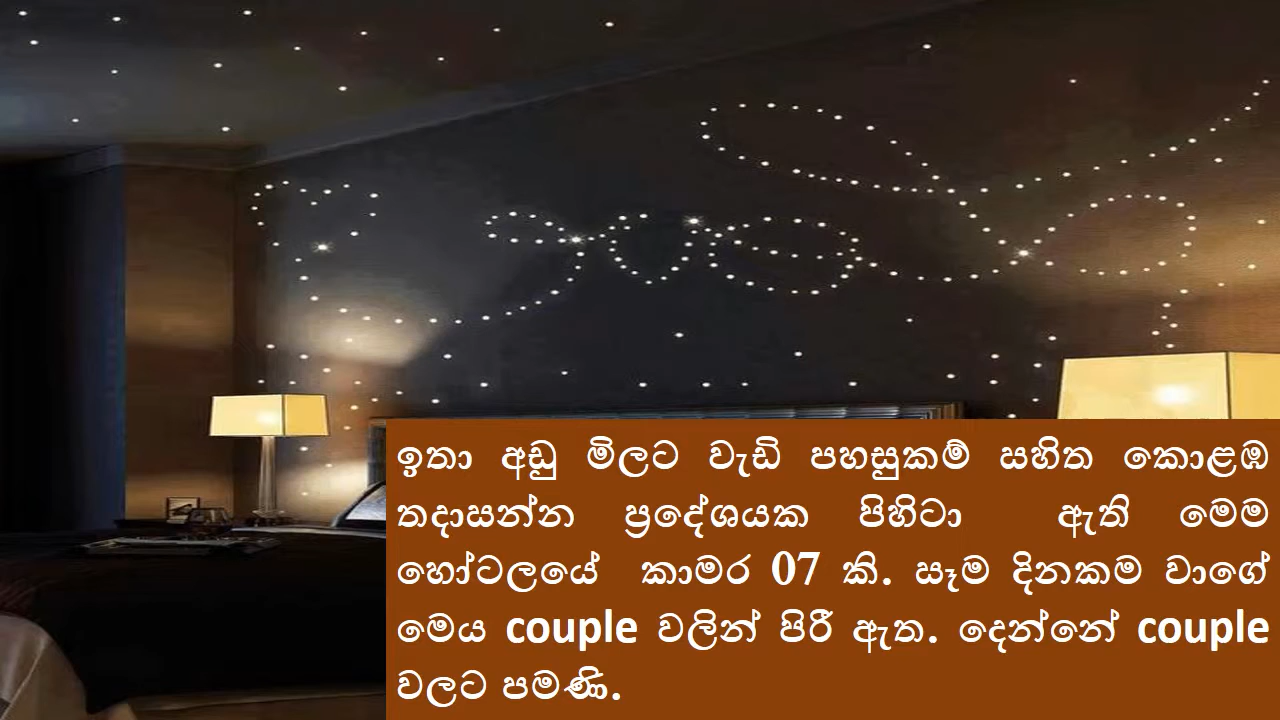 ඉතා අඩු මිලට වැඩි පහසුකම් සහිත කොළඹ
තදාසන්න ප්‍රදේශයක පිහිටා ඇති මෙම
හෝටලයේ කාමර 07 කි. සෑම දිනකම වාගේ
මෙය couple වලින් පිරී ඇත. දෙන්නේ couple
වලට පමණි.